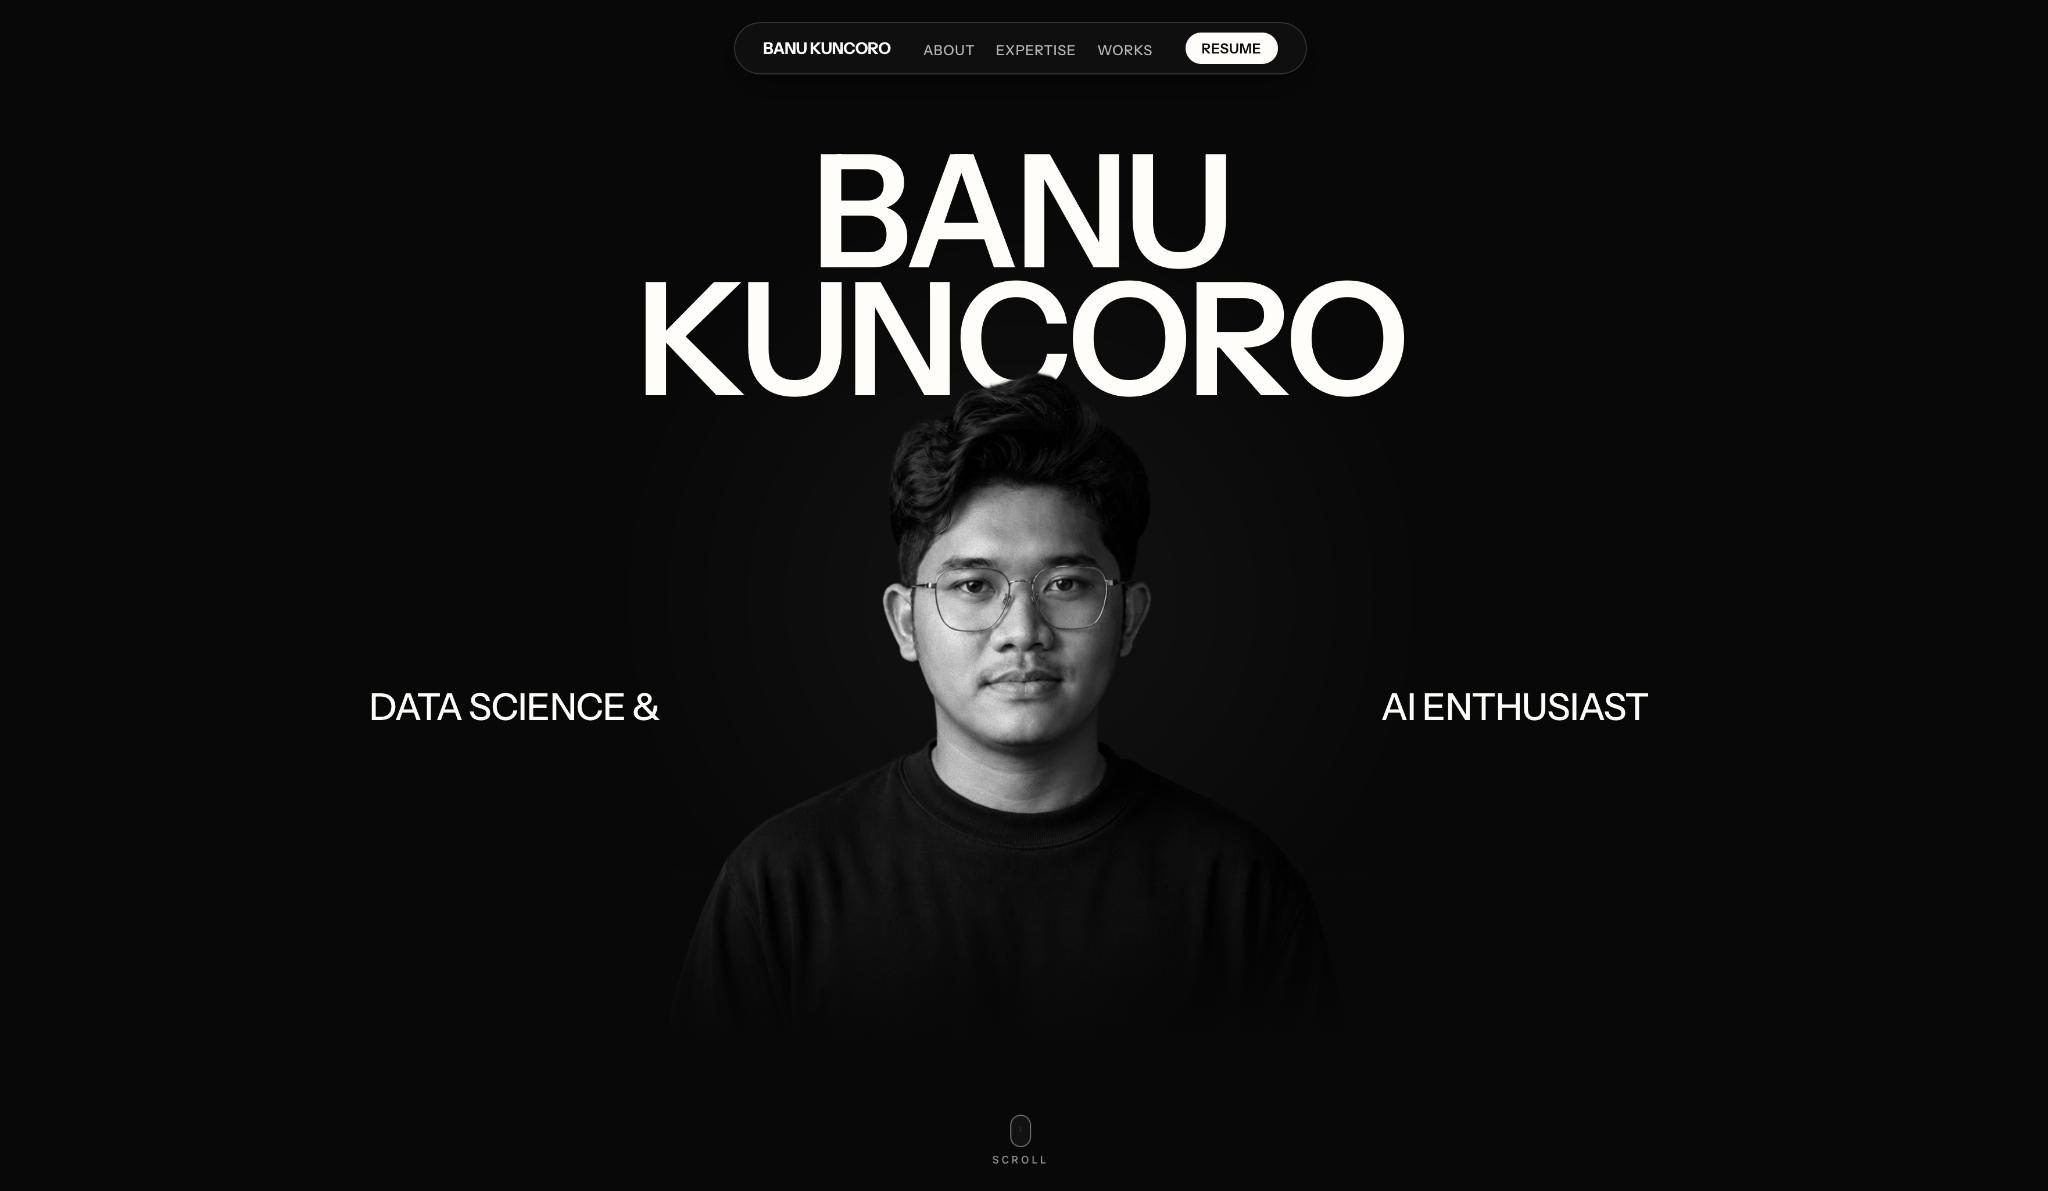 BANU KUNCORO ABOUT EXPERTISE WORKS RESUME
BANU
KUNCORO
DATA SCIENCE & AI ENTHUSIAST
SCROLL